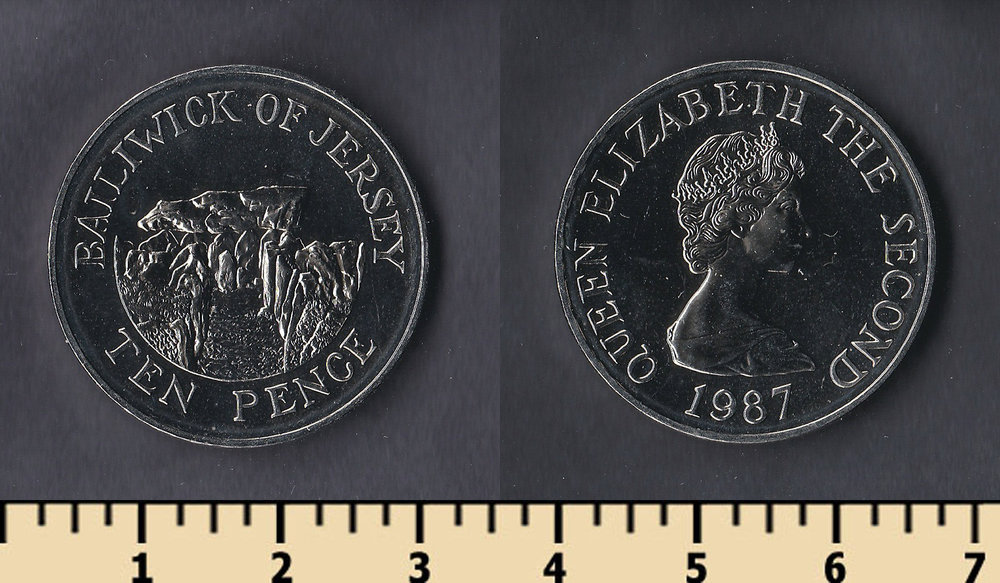 BAILIWICK OF JERSEY
TEN PENCE
QUEEN ELIZABETH THE SECOND
1987
1 2 3 4 5 6 7